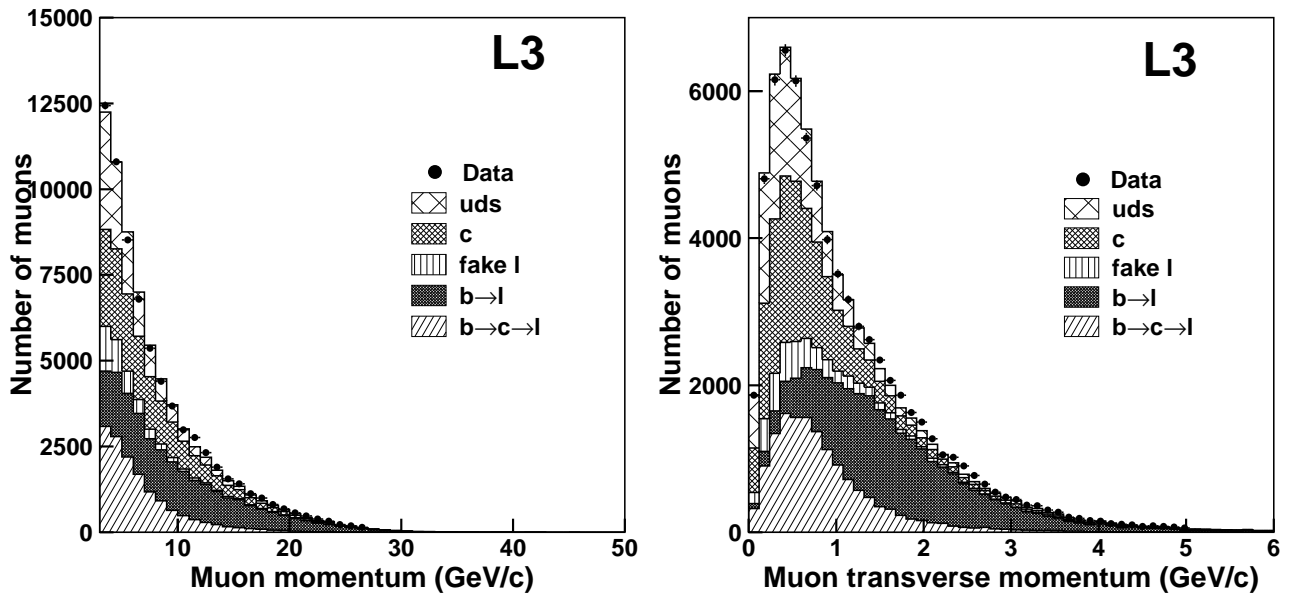 L3
15000
12500
10000
7500
5000
2500
0
Number of muons
Data
uds
c
fake l
b→l
b→c→l
10
20
30
40
50
Muon momentum (GeV/c)
L3
6000
4000
2000
0
Number of muons
Data
uds
c
fake l
b→l
b→c→l
0
1
2
3
4
5
6
Muon transverse momentum (GeV/c)